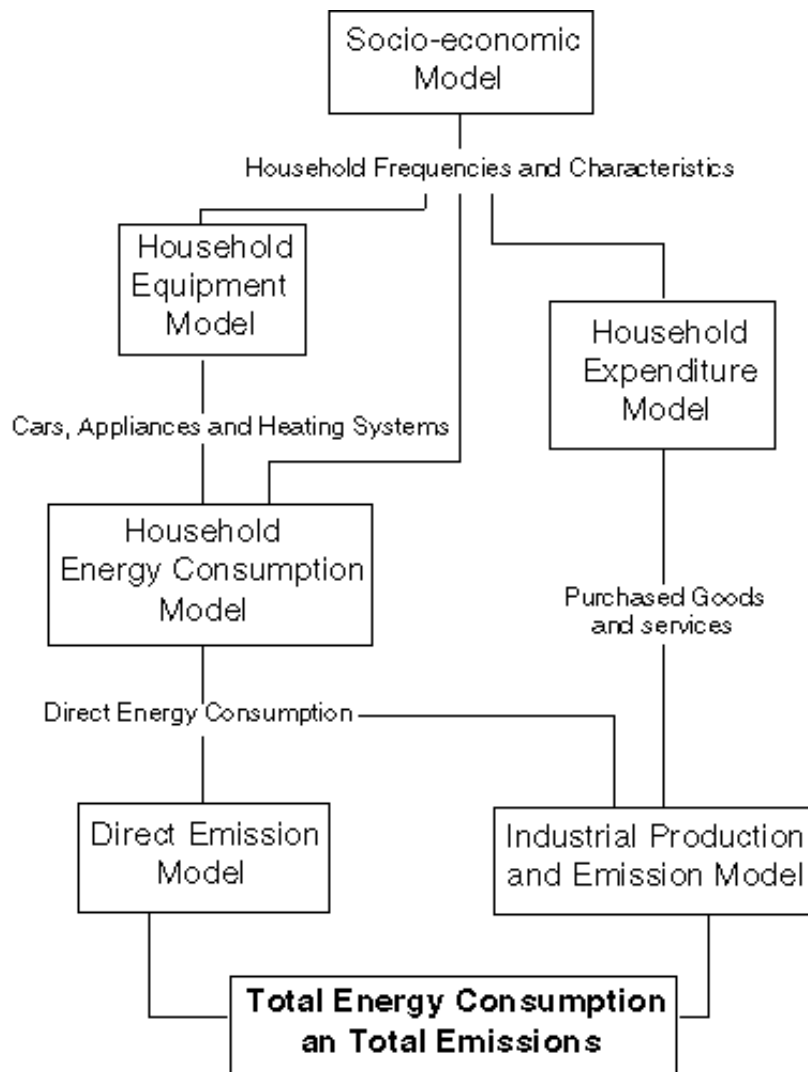 Socio-economic
Model
Household Frequencies and Characteristics
Household
Equipment
Model
Household
Expenditure
Model
Cars, Appliances and Heating Systems
Household
Energy Consumption
Model
Purchased Goods
and services
Direct Energy Consumption
Direct Emission
Model
Industrial Production
and Emission Model
Total Energy Consumption
an Total Emissions